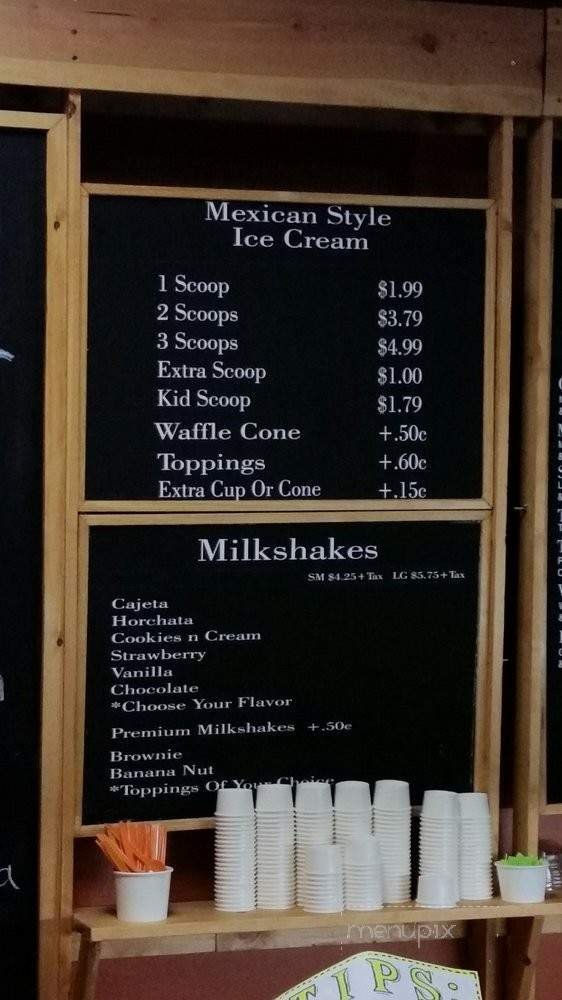 Mexican Style
Ice Cream
1 Scoop $1.99
2 Scoops $3.79
3 Scoops $4.99
Extra Scoop $1.00
Kid Scoop $1.79
Waffle Cone +.50c
Toppings +.60c
Extra Cup Or Cone +.15c
Milkshakes
SM $4.25+Tax LG $5.75+Tax
Cajeta
Horchata
Cookies n Cream
Strawberry
Vanilla
Chocolate
*Choose Your Flavor
Premium Milkshakes +.50c
Brownie
Banana Nut
*Toppings Of Your Choice
menupix
TIPS: